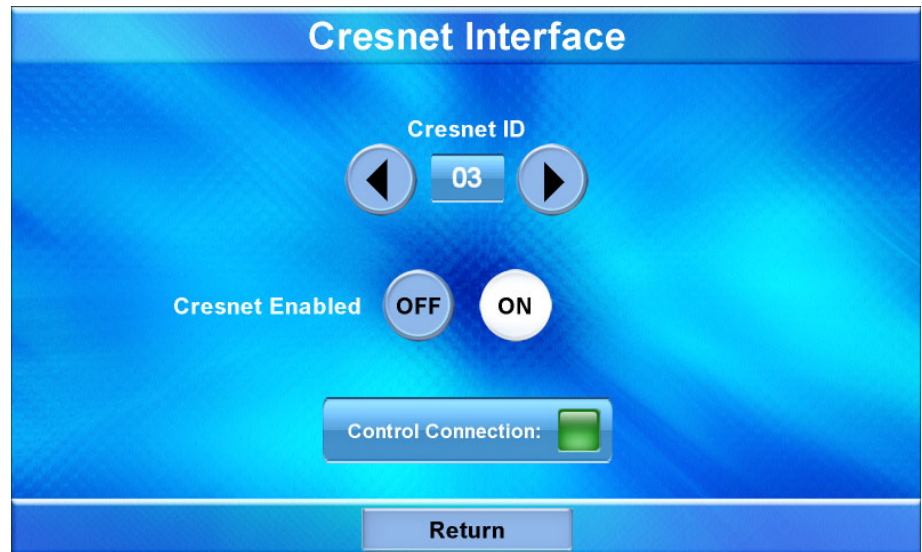 Cresnet Interface
Cresnet ID
03
Cresnet Enabled OFF ON
Control Connection:
Return